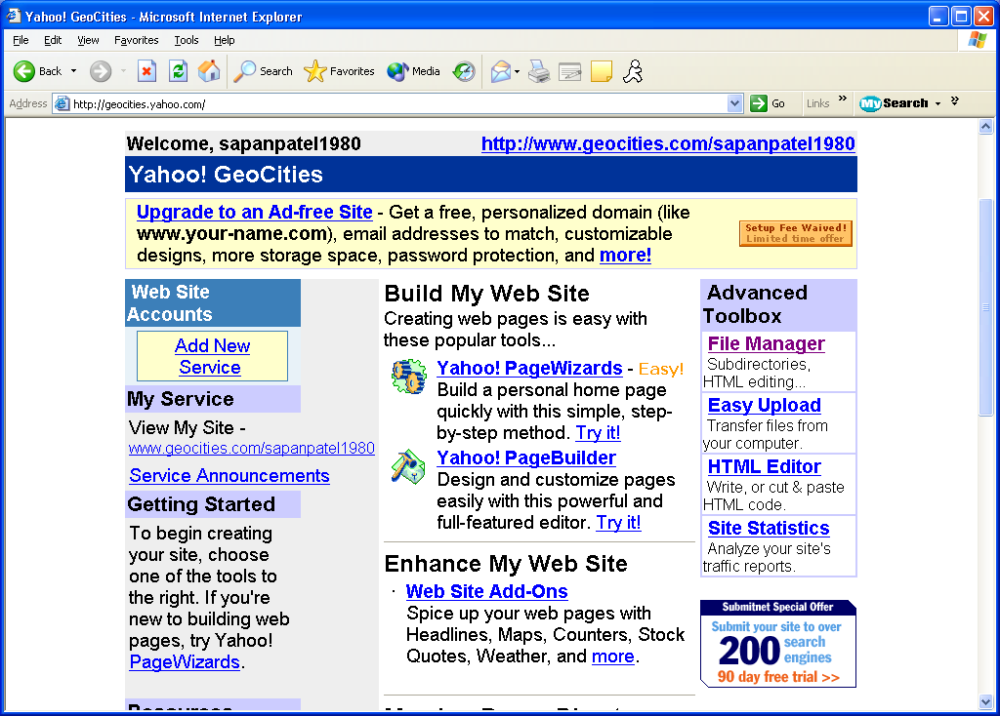 Yahoo! GeoCities - Microsoft Internet Explorer
File Edit View Favorites Tools Help
Back Search Favorites Media
Address http://geocities.yahoo.com/ Go Links » My Search »
Welcome, sapanpatel1980 http://www.geocities.com/sapanpatel1980
Yahoo! GeoCities
Upgrade to an Ad-free Site - Get a free, personalized domain (like
www.your-name.com), email addresses to match, customizable
designs, more storage space, password protection, and more!
Setup Fee Waived!
Limited time offer
Web Site
Accounts
Add New
Service
My Service
View My Site -
www.geocities.com/sapanpatel1980
Service Announcements
Getting Started
To begin creating
your site, choose
one of the tools to
the right. If you're
new to building web
pages, try Yahoo!
PageWizards.
Resources
Build My Web Site
Creating web pages is easy with
these popular tools...
Yahoo! PageWizards - Easy!
Build a personal home page
quickly with this simple, step-
by-step method. Try it!
Yahoo! PageBuilder
Design and customize pages
easily with this powerful and
full-featured editor. Try it!
Enhance My Web Site
· Web Site Add-Ons
Spice up your web pages with
Headlines, Maps, Counters, Stock
Quotes, Weather, and more.
Advanced
Toolbox
File Manager
Subdirectories,
HTML editing...
Easy Upload
Transfer files from
your computer.
HTML Editor
Write, or cut & paste
HTML code.
Site Statistics
Analyze your site's
traffic reports.
Submitnet Special Offer
Submit your site to over
200 search
engines
90 day free trial >>